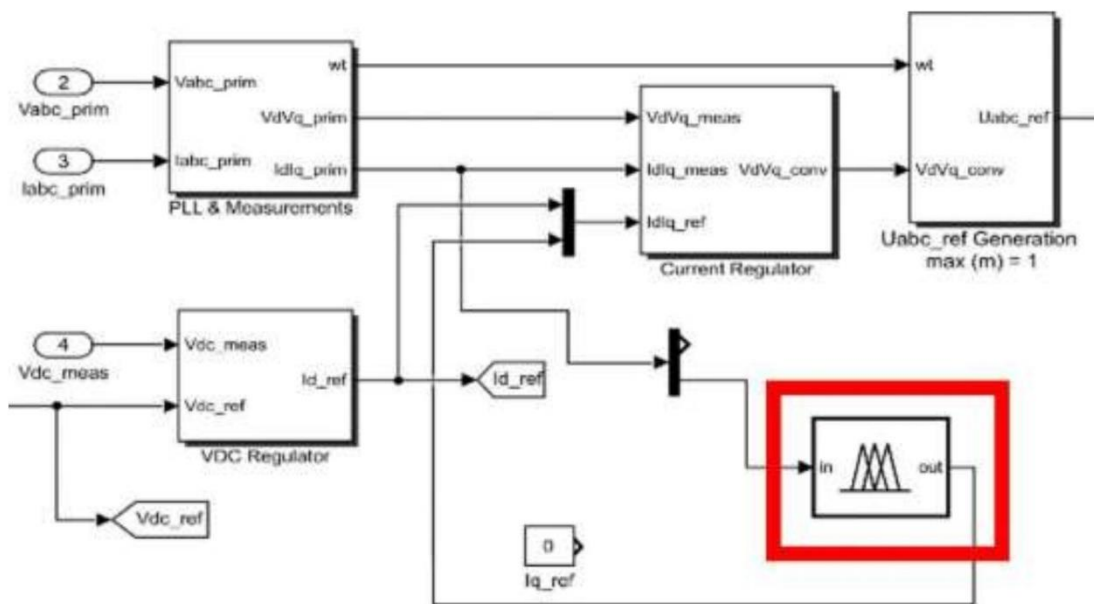 2
Vabc_prim
3
Iabc_prim
Vabc_prim
Iabc_prim
wt
VdVq_prim
IdIq_prim
PLL & Measurements
VdVq_meas
IdIq_meas
IdIq_ref
VdVq_conv
Current Regulator
wt
VdVq_conv
Uabc_ref
Uabc_ref Generation
max (m) = 1
4
Vdc_meas
Vdc_meas
Vdc_ref
Id_ref
VDC Regulator
Id_ref
Vdc_ref
0
Iq_ref
in
out